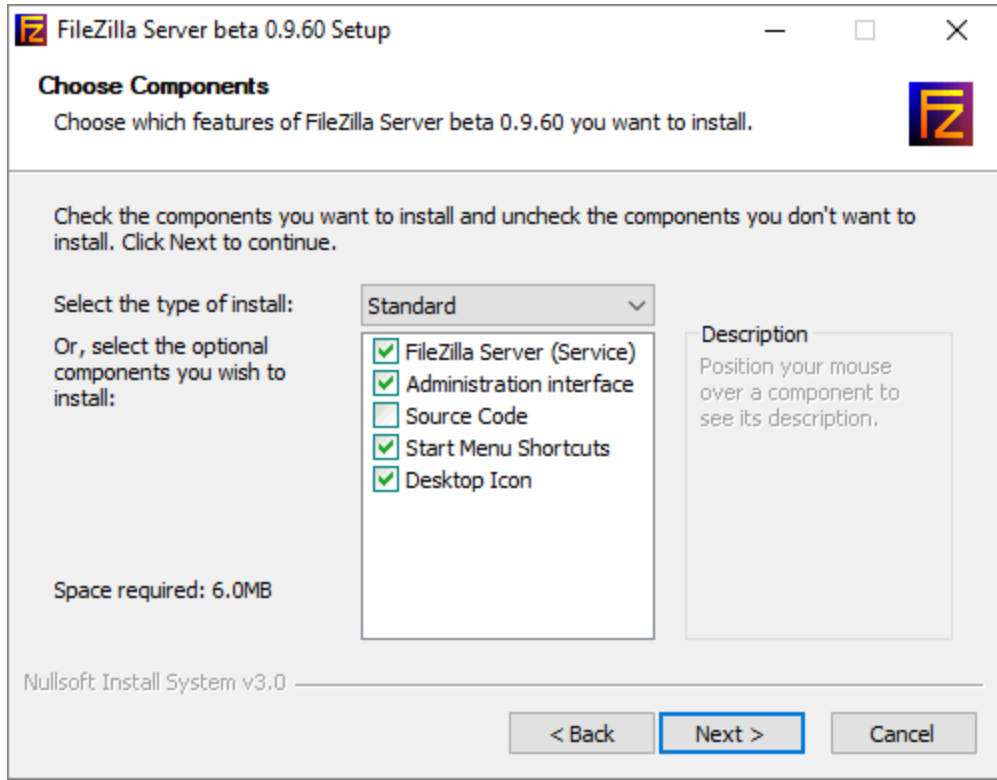 FileZilla Server beta 0.9.60 Setup
Choose Components
Choose which features of FileZilla Server beta 0.9.60 you want to install.
Check the components you want to install and uncheck the components you don't want to
install. Click Next to continue.
Select the type of install:
Standard
Or, select the optional
components you wish to
install:
FileZilla Server (Service)
Administration interface
Source Code
Start Menu Shortcuts
Desktop Icon
Description
Position your mouse
over a component to
see its description.
Space required: 6.0MB
Nullsoft Install System v3.0
< Back
Next >
Cancel